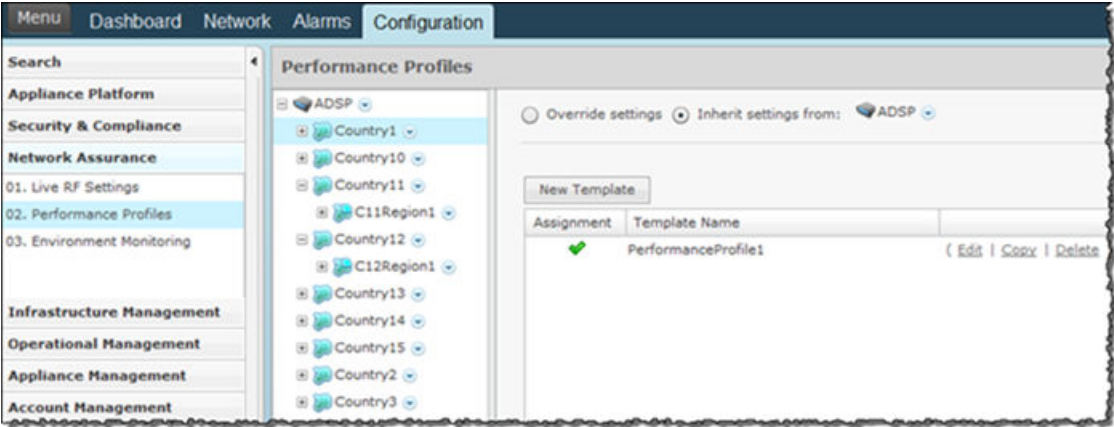 Menu Dashboard Network Alarms Configuration
Search
Appliance Platform
Security & Compliance
Network Assurance
01. Live RF Settings
02. Performance Profiles
03. Environment Monitoring
Infrastructure Management
Operational Management
Appliance Management
Account Management
Performance Profiles
ADSP
Country1
Country10
Country11
C11Region1
Country12
C12Region1
Country13
Country14
Country15
Country2
Country3
Override settings Inherit settings from: ADSP
New Template
Assignment Template Name
PerformanceProfile1 ( Edit | Copy | Delete